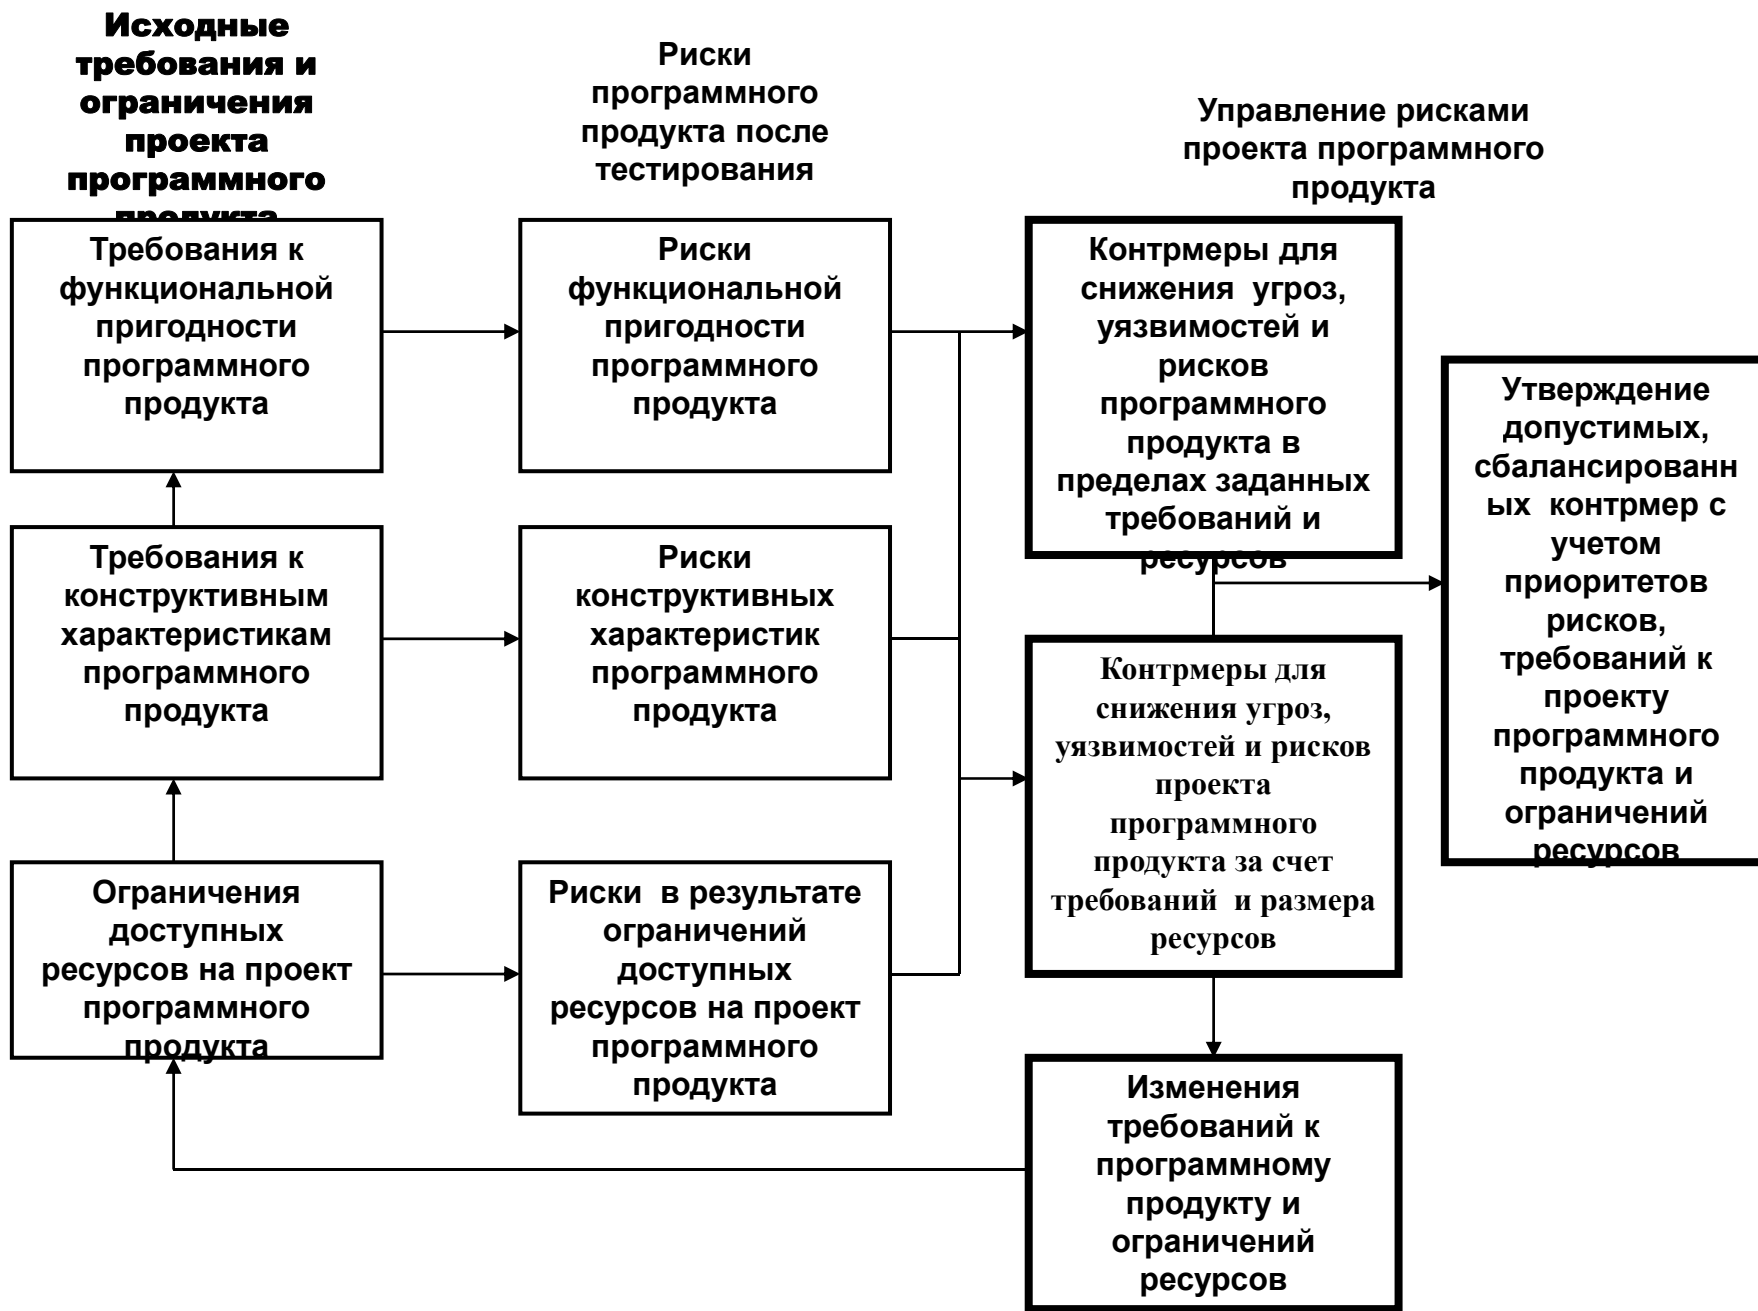 Исходные
требования и
ограничения
проекта
программного
продукта
Риски
программного
продукта после
тестирования
Управление рисками
проекта программного
продукта
Требования к
функциональной
пригодности
программного
продукта
Риски
функциональной
пригодности
программного
продукта
Контрмеры для
снижения  угроз,
уязвимостей и
рисков
программного
продукта в
пределах заданных
требований и
ресурсов
Утверждение
допустимых,
сбалансированн
ых  контрмер с
учетом
приоритетов
рисков,
требований к
проекту
программного
продукта и
ограничений
ресурсов
Требования к
конструктивным
характеристикам
программного
продукта
Риски
конструктивных
характеристик
программного
продукта
Контрмеры для
снижения угроз,
уязвимостей и рисков
проекта
программного
продукта за счет
требований  и размера
ресурсов
Ограничения
доступных
ресурсов на проект
программного
продукта
Риски  в результате
ограничений
доступных
ресурсов на проект
программного
продукта
Изменения
требований к
программному
продукту и
ограничений
ресурсов